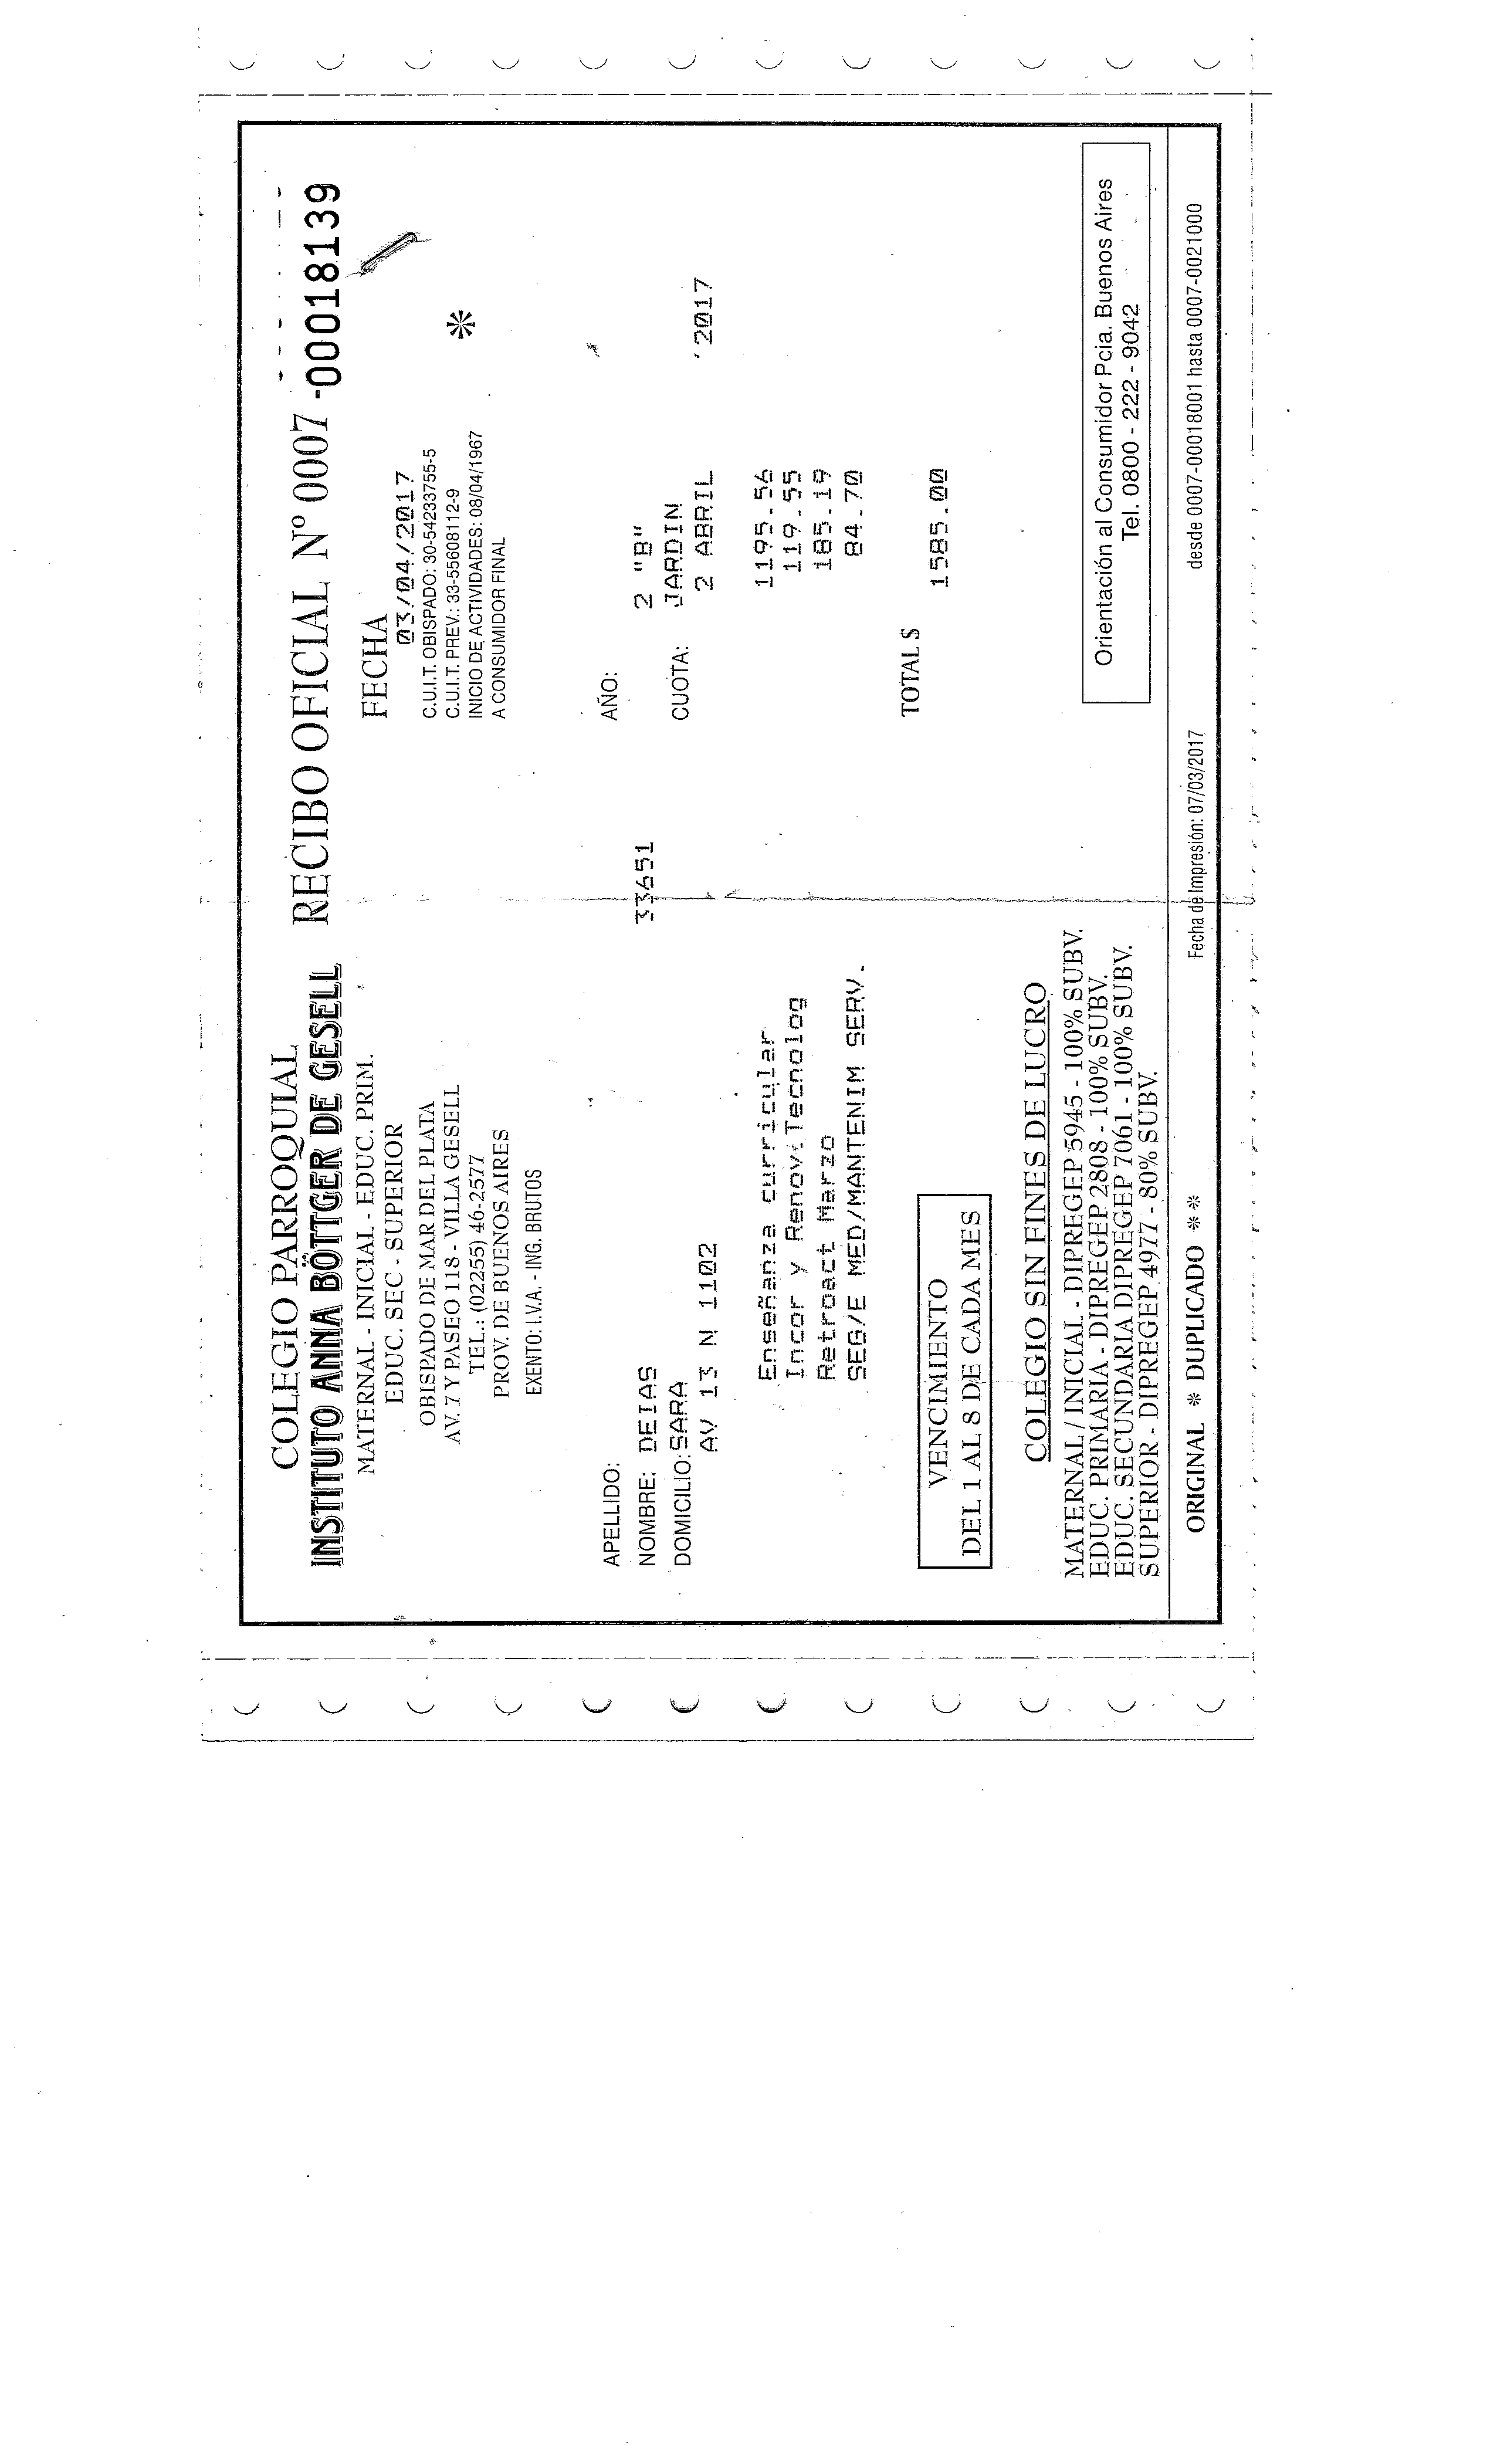 COLEGIO PARROQUIAL
INSTITUTO ANNA BÖTTGER DE GESELL
MATERNAL - INICIAL - EDUC. PRIM.
EDUC. SEC - SUPERIOR
OBISPADO DE MAR DEL PLATA
AV. 7 Y PASEO 118 - VILLA GESELL
TEL.: (02255) 46-2577
PROV. DE BUENOS AIRES
EXENTO: I.V.A. - ING. BRUTOS
RECIBO OFICIAL Nº 0007 -00018139
FECHA
03/04/2017
C.U.I.T. OBISPADO: 30-54233755-5
C.U.I.T. PREV.: 33-55608112-9
INICIO DE ACTIVIDADES: 08/04/1967
A CONSUMIDOR FINAL
*
APELLIDO:
NOMBRE: DEIAS 33651
DOMICILIO: SARA
AV 13 N 1102
AÑO:
2 "B"
CUOTA: JARDIN
2 ABRIL '2017
Enseñanza curricular 1195.56
Incor y Renov.Tecnolog 119.55
Retroact Marzo 185.19
SEG/E MED/MANTENIM SERV. 84.70
TOTAL $
1585.00
VENCIMIENTO
DEL 1 AL 8 DE CADA MES
COLEGIO SIN FINES DE LUCRO
MATERNAL / INICIAL - DIPREGEP 5945 - 100% SUBV.
EDUC. PRIMARIA - DIPREGEP 2808 - 100% SUBV.
EDUC. SECUNDARIA DIPREGEP 7061 - 100% SUBV.
SUPERIOR - DIPREGEP 4977 - 80% SUBV.
Orientación al Consumidor Pcia. Buenos Aires
Tel. 0800 - 222 - 9042
ORIGINAL * DUPLICADO ** Fecha de Impresión: 07/03/2017 desde 0007-00018001 hasta 0007-0021000